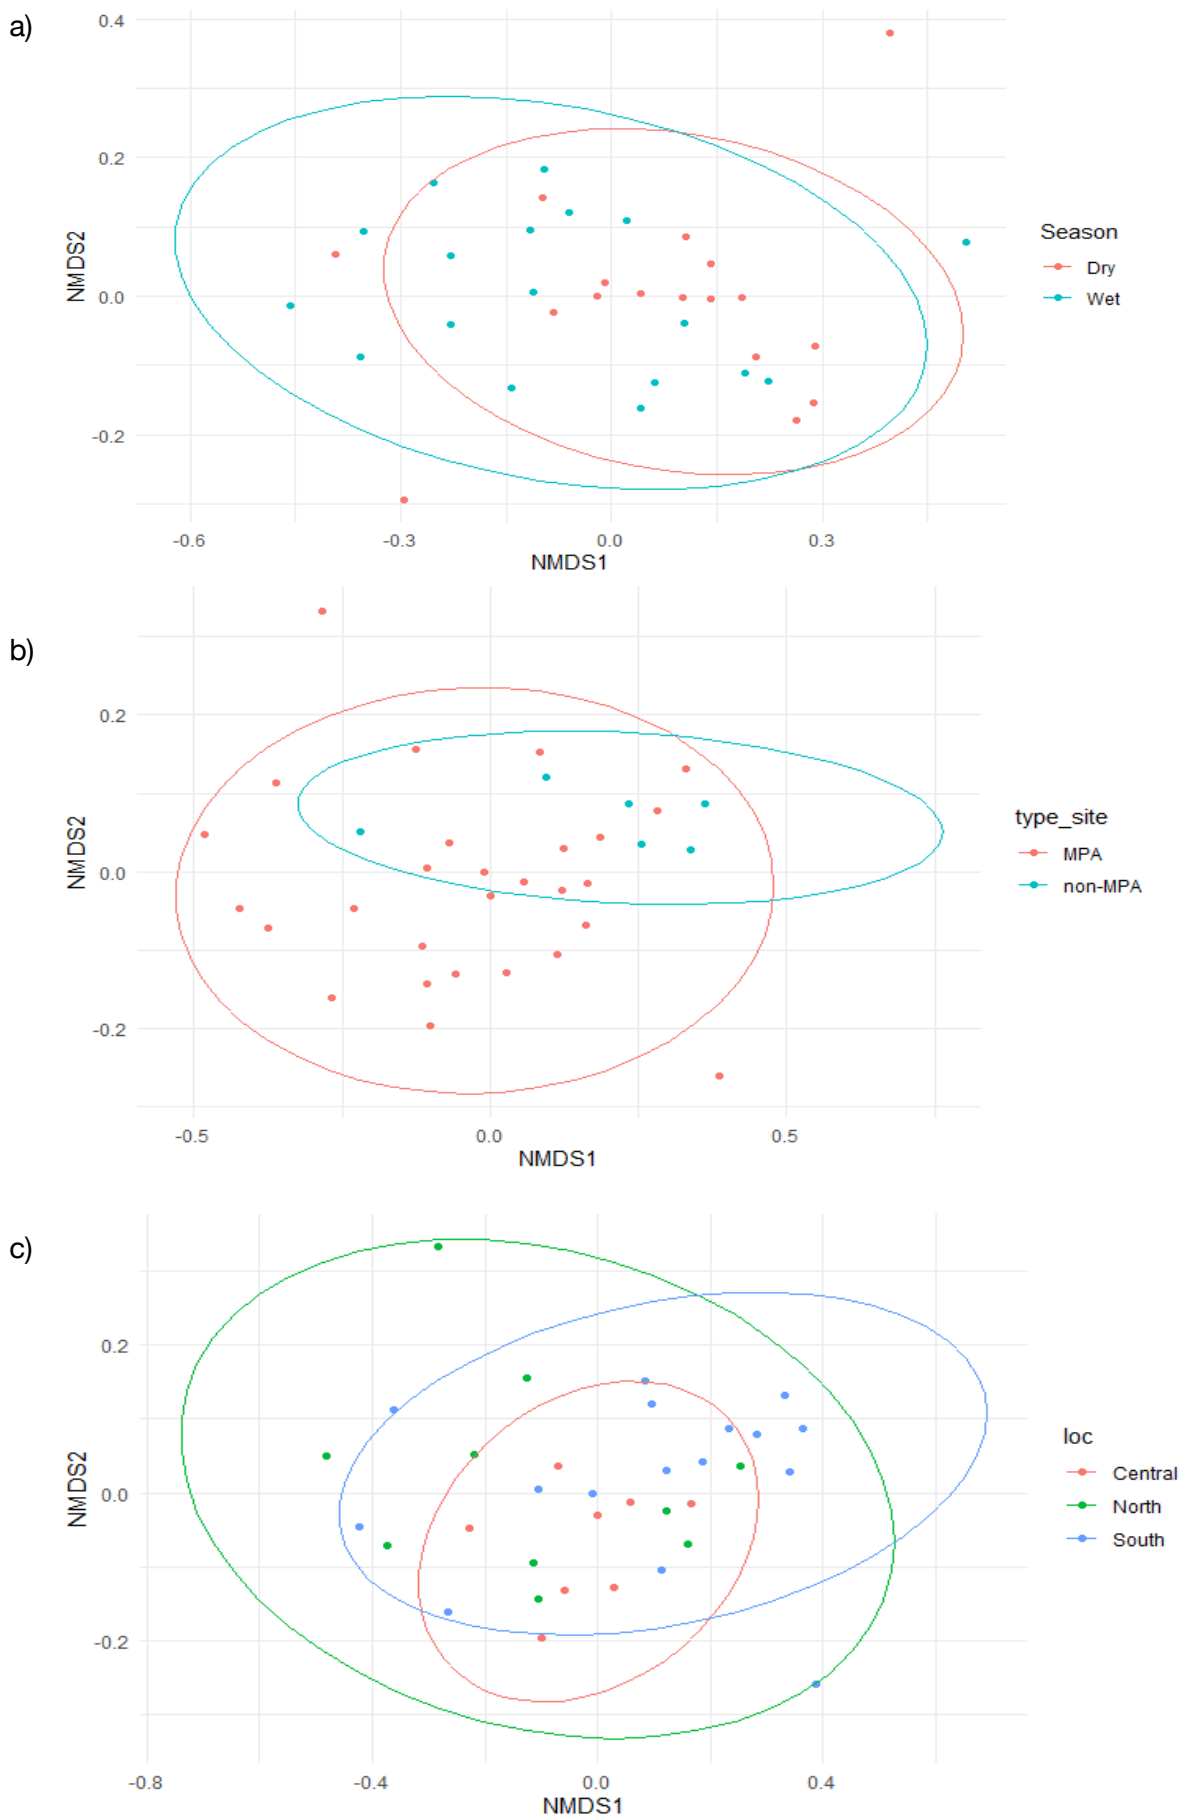 a)
0.4
0.2
0.0
-0.2
NMDS2
-0.6 -0.3 0.0 0.3
NMDS1
Season
Dry
Wet
b)
0.2
0.0
-0.2
NMDS2
-0.5 0.0 0.5
NMDS1
type_site
MPA
non-MPA
c)
0.2
0.0
-0.2
NMDS2
-0.8 -0.4 0.0 0.4
NMDS1
loc
Central
North
South